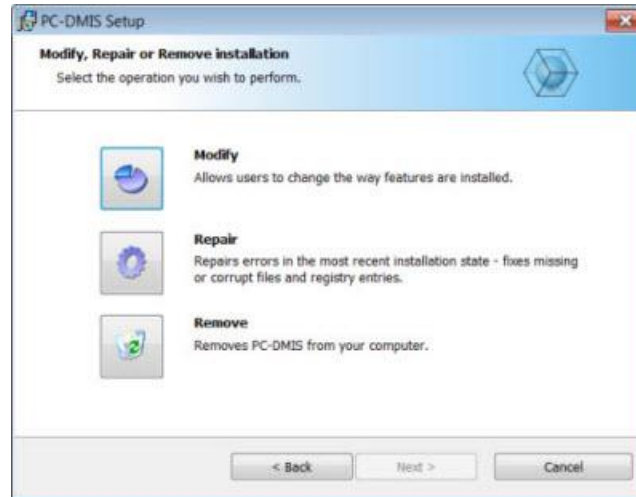 PC-DMIS Setup
Modify, Repair or Remove installation
Select the operation you wish to perform.
Modify
Allows users to change the way features are installed.
Repair
Repairs errors in the most recent installation state - fixes missing
or corrupt files and registry entries.
Remove
Removes PC-DMIS from your computer.
< Back
Next >
Cancel